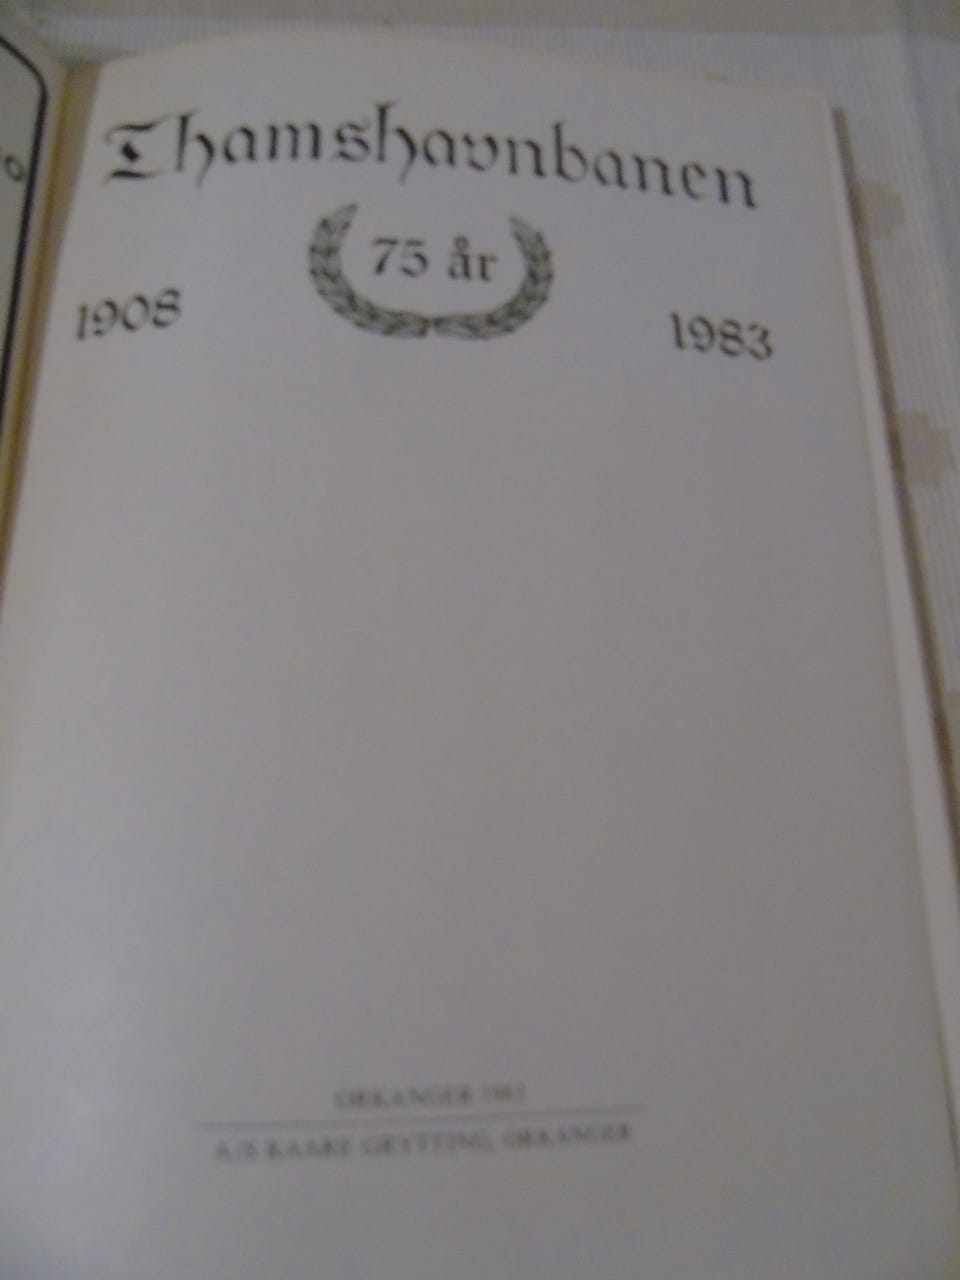 Thamshavnbanen
75 år
1908
1983
ORKANGER 1983
A/S KAARE GRYTTING, ORKANGER